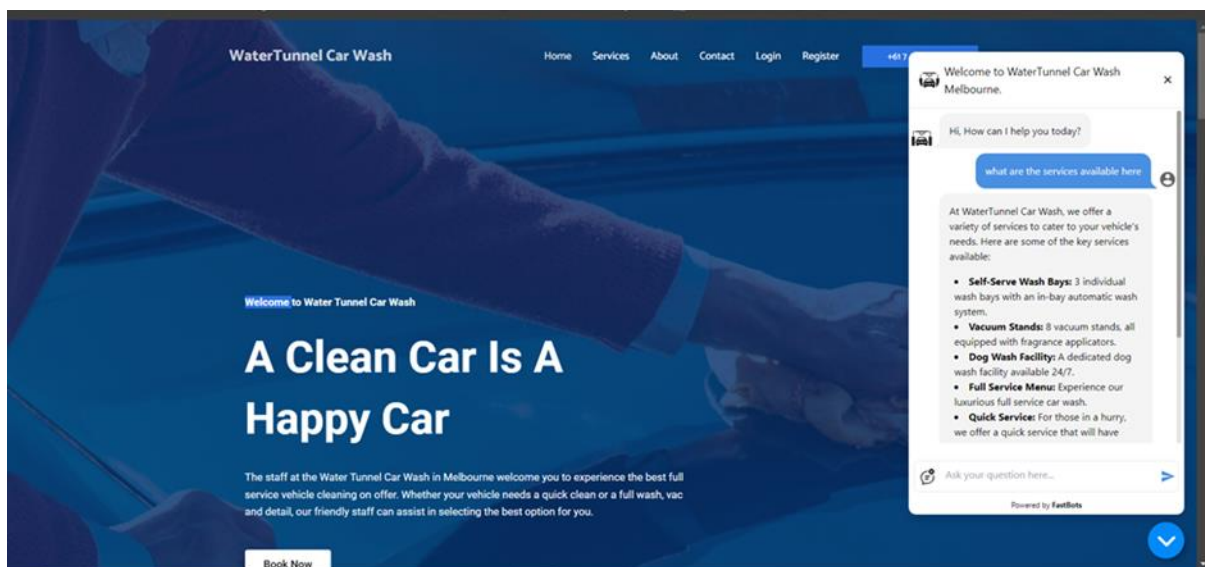 WaterTunnel Car Wash
Home Services About Contact Login Register
+61 7
Welcome to Water Tunnel Car Wash
A Clean Car Is A
Happy Car
The staff at the Water Tunnel Car Wash in Melbourne welcome you to experience the best full
service vehicle cleaning on offer. Whether your vehicle needs a quick clean or a full wash, vac
and detail, our friendly staff can assist in selecting the best option for you.
Book Now
Welcome to WaterTunnel Car Wash
Melbourne.
Hi, How can I help you today?
what are the services available here
At WaterTunnel Car Wash, we offer a
variety of services to cater to your vehicle's
needs. Here are some of the key services
available:
• Self-Serve Wash Bays: 3 individual
wash bays with an in-bay automatic wash
system.
• Vacuum Stands: 8 vacuum stands, all
equipped with fragrance applicators.
• Dog Wash Facility: A dedicated dog
wash facility available 24/7.
• Full Service Menu: Experience our
luxurious full service car wash.
• Quick Service: For those in a hurry,
we offer a quick service that will have
Ask your question here...
Powered by FastBots